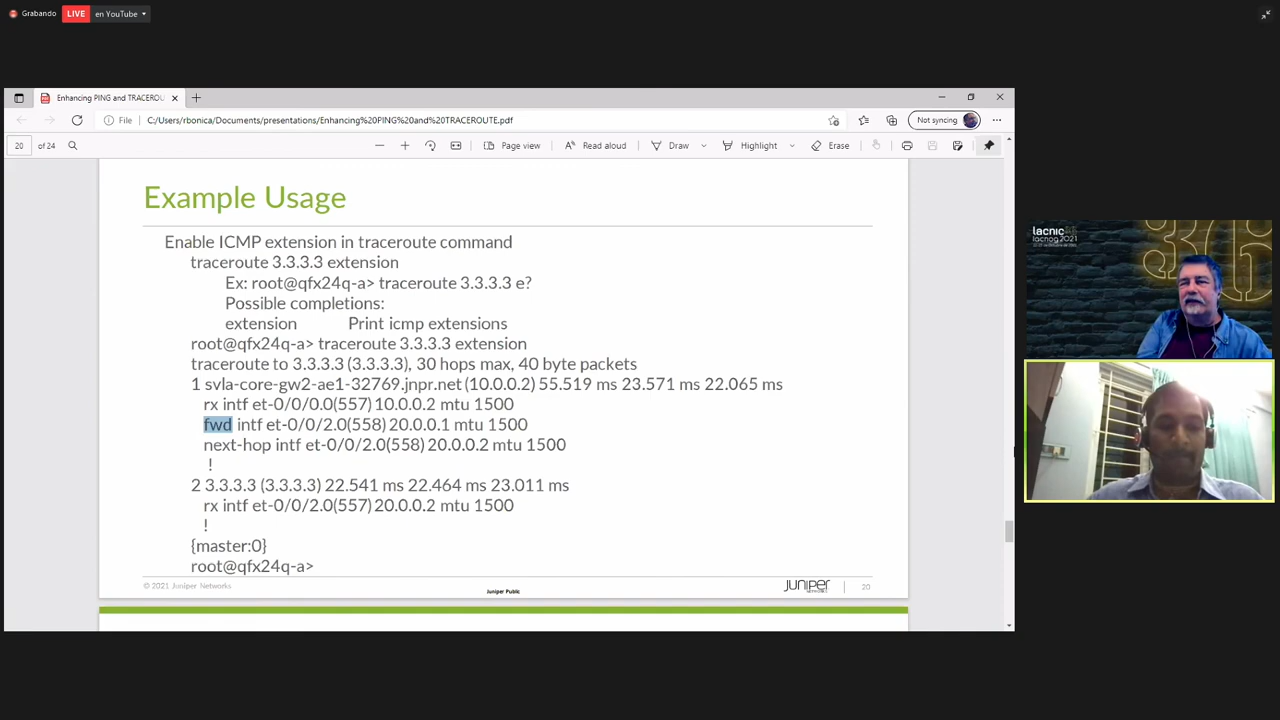 Grabando
LIVE
en YouTube
Enhancing PING and TRACEROU
File
C:/Users/rbonica/Documents/presentations/Enhancing%20PING%20and%20TRACEROUTE.pdf
Not syncing
20 of 24
Page view
Read aloud
Draw
Highlight
Erase
Example Usage
Enable ICMP extension in traceroute command
traceroute 3.3.3.3 extension
Ex: root@qfx24q-a> traceroute 3.3.3.3 e?
Possible completions:
extension Print icmp extensions
root@qfx24q-a> traceroute 3.3.3.3 extension
traceroute to 3.3.3.3 (3.3.3.3), 30 hops max, 40 byte packets
1 svla-core-gw2-ae1-32769.jnpr.net (10.0.0.2) 55.519 ms 23.571 ms 22.065 ms
rx intf et-0/0/0.0(557) 10.0.0.2 mtu 1500
fwd intf et-0/0/2.0(558) 20.0.0.1 mtu 1500
next-hop intf et-0/0/2.0(558) 20.0.0.2 mtu 1500
!
2 3.3.3.3 (3.3.3.3) 22.541 ms 22.464 ms 23.011 ms
rx intf et-0/0/2.0(557) 20.0.0.2 mtu 1500
!
{master:0}
root@qfx24q-a>
© 2021 Juniper Networks
Juniper Public
JUNIPER
NETWORKS
20
lacnic 36
lacnog2021
36